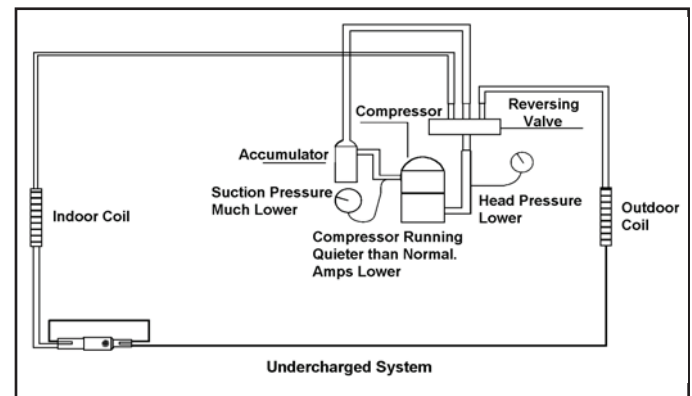 Compressor
Reversing
Valve
Accumulator
Suction Pressure
Much Lower
Head Pressure
Lower
Indoor Coil
Outdoor
Coil
Compressor Running
Quieter than Normal.
Amps Lower
Undercharged System